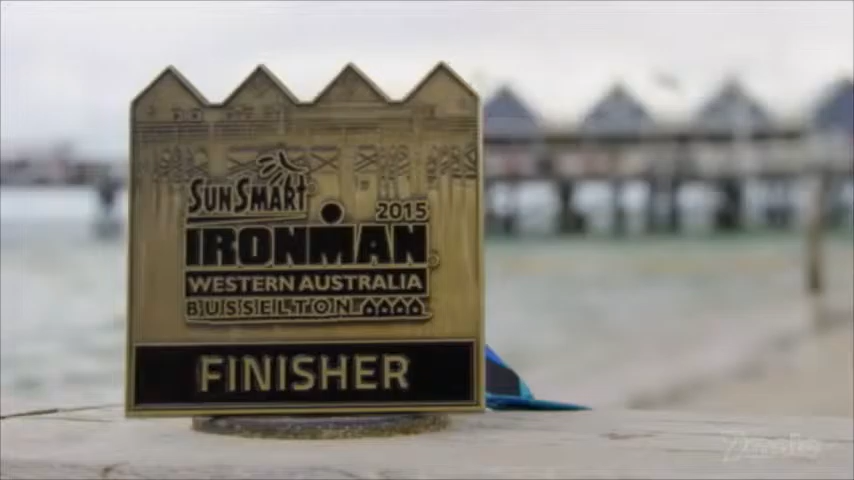 SUNSMART
2015
IRONMAN
WESTERN AUSTRALIA
BUSSELTON
FINISHER